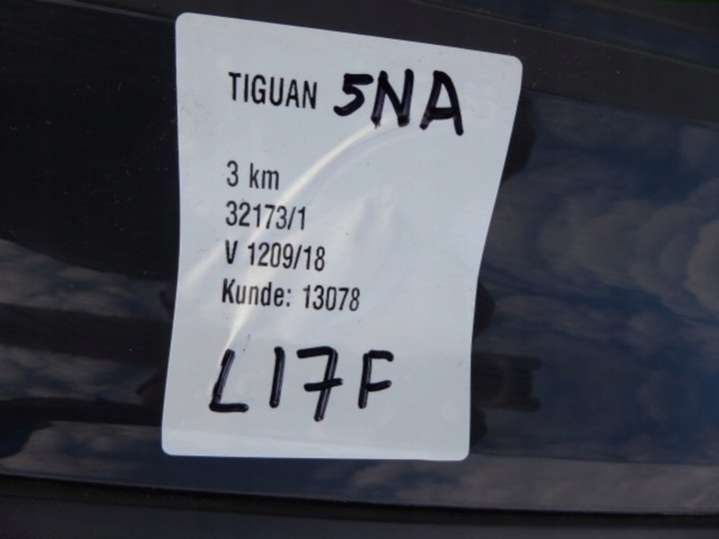 TIGUAN 5NA
3 km
32173/1
V 1209/18
Kunde: 13078
L17F